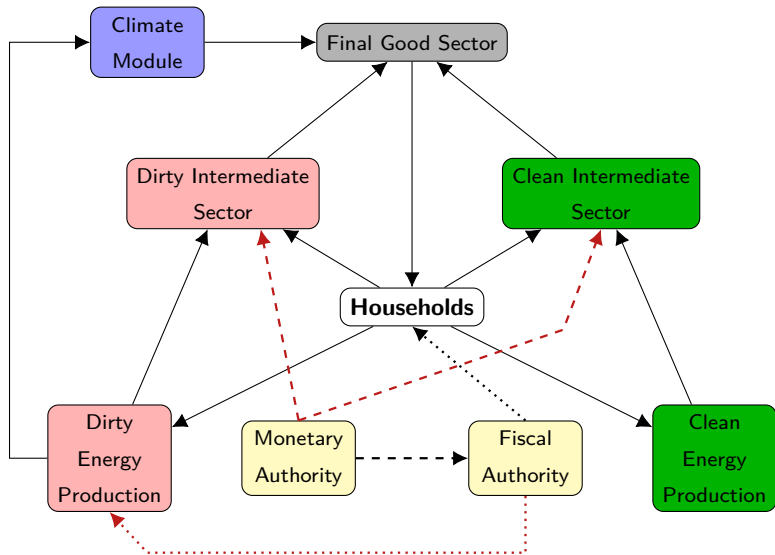 Climate
Module
Final Good Sector
Dirty Intermediate
Sector
Clean Intermediate
Sector
Households
Dirty
Energy
Production
Monetary
Authority
Fiscal
Authority
Clean
Energy
Production